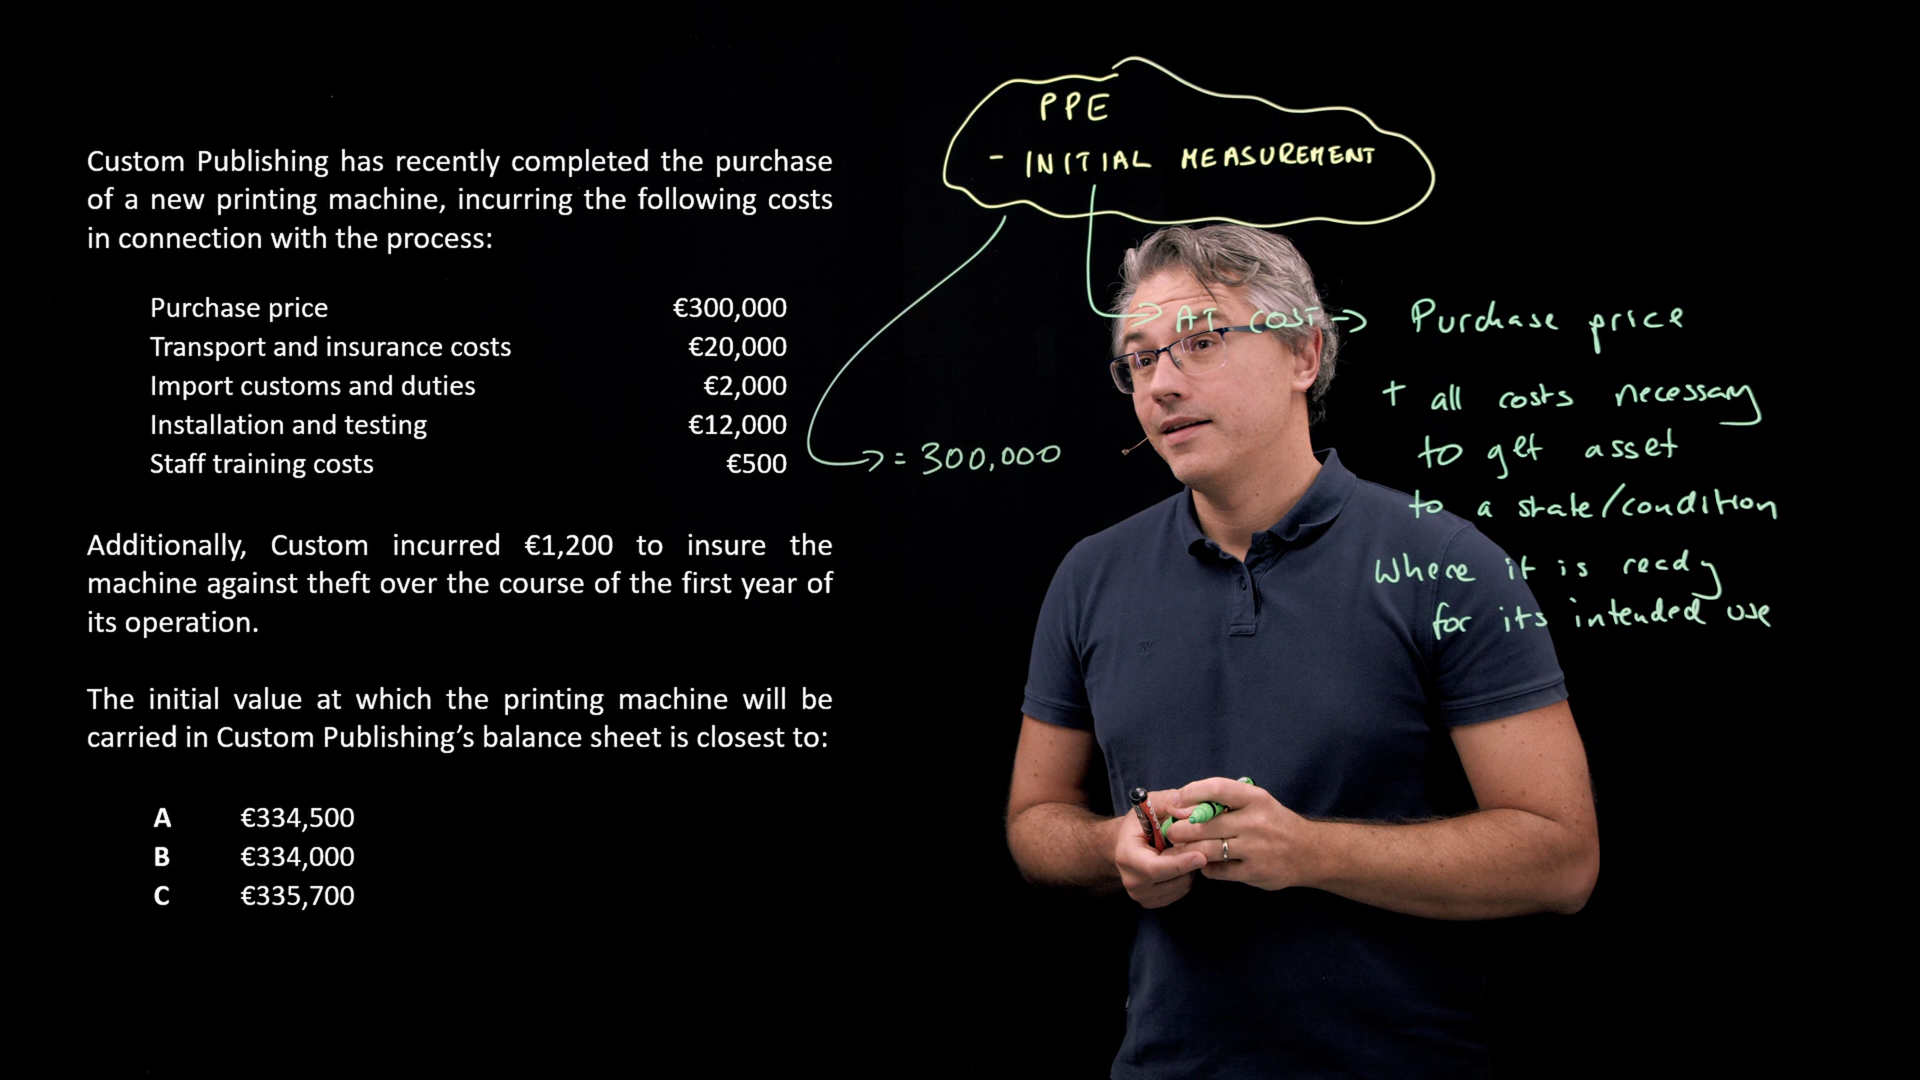 Custom Publishing has recently completed the purchase
of a new printing machine, incurring the following costs
in connection with the process:
Purchase price €300,000
Transport and insurance costs €20,000
Import customs and duties €2,000
Installation and testing €12,000
Staff training costs €500
Additionally, Custom incurred €1,200 to insure the
machine against theft over the course of the first year of
its operation.
The initial value at which the printing machine will be
carried in Custom Publishing’s balance sheet is closest to:
A €334,500
B €334,000
C €335,700
PPE
- INITIAL MEASUREMENT
AT COST → Purchase price
+ all costs necessary
to get asset
to a state/condition
where it is ready
for its intended use
= 300,000